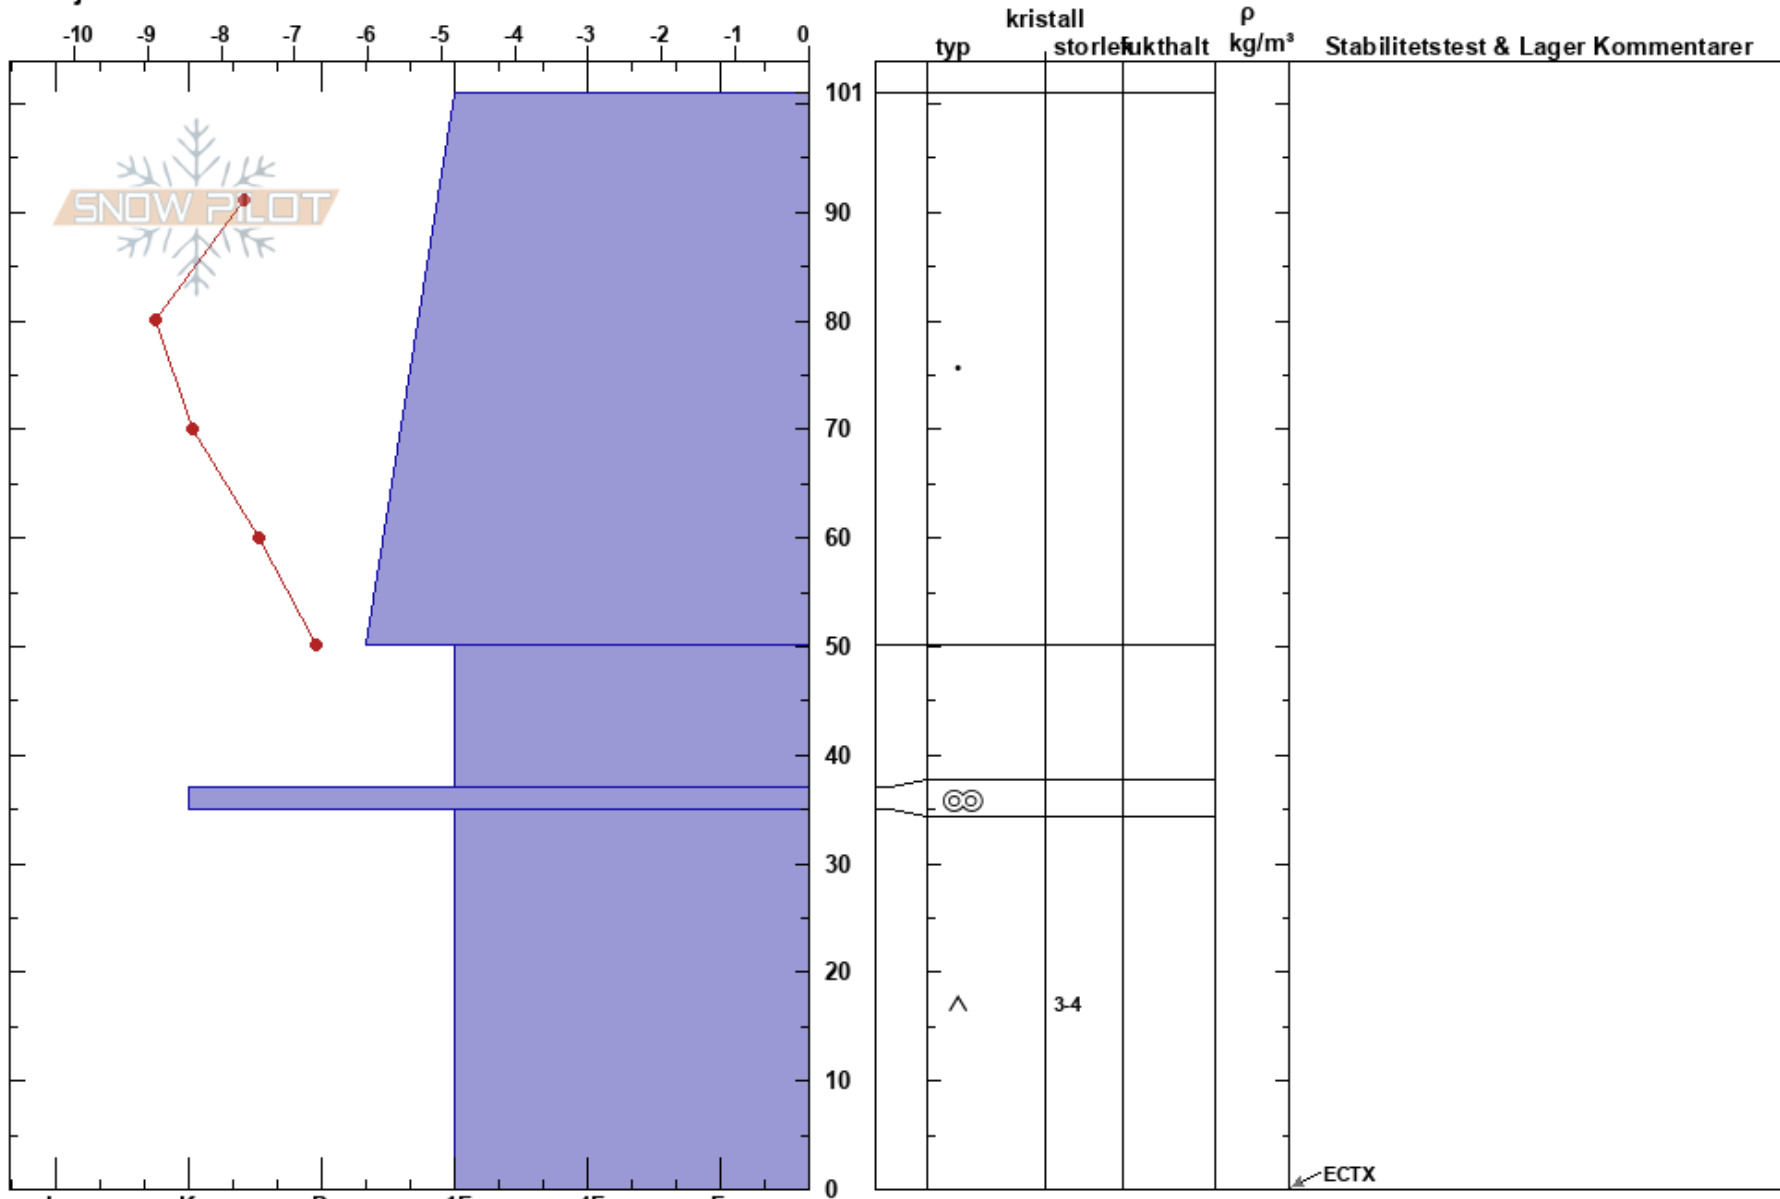 kristall
ρ
-10 -9 -8 -7 -6 -5 -4 -3 -2 -1 0
typ storlek fukthalt kg/m³ Stabilitetstest & Lager Kommentarer
101
SNOW PILOT
90
80
70
60
50
40
30
20
3-4
10
ECTX
0